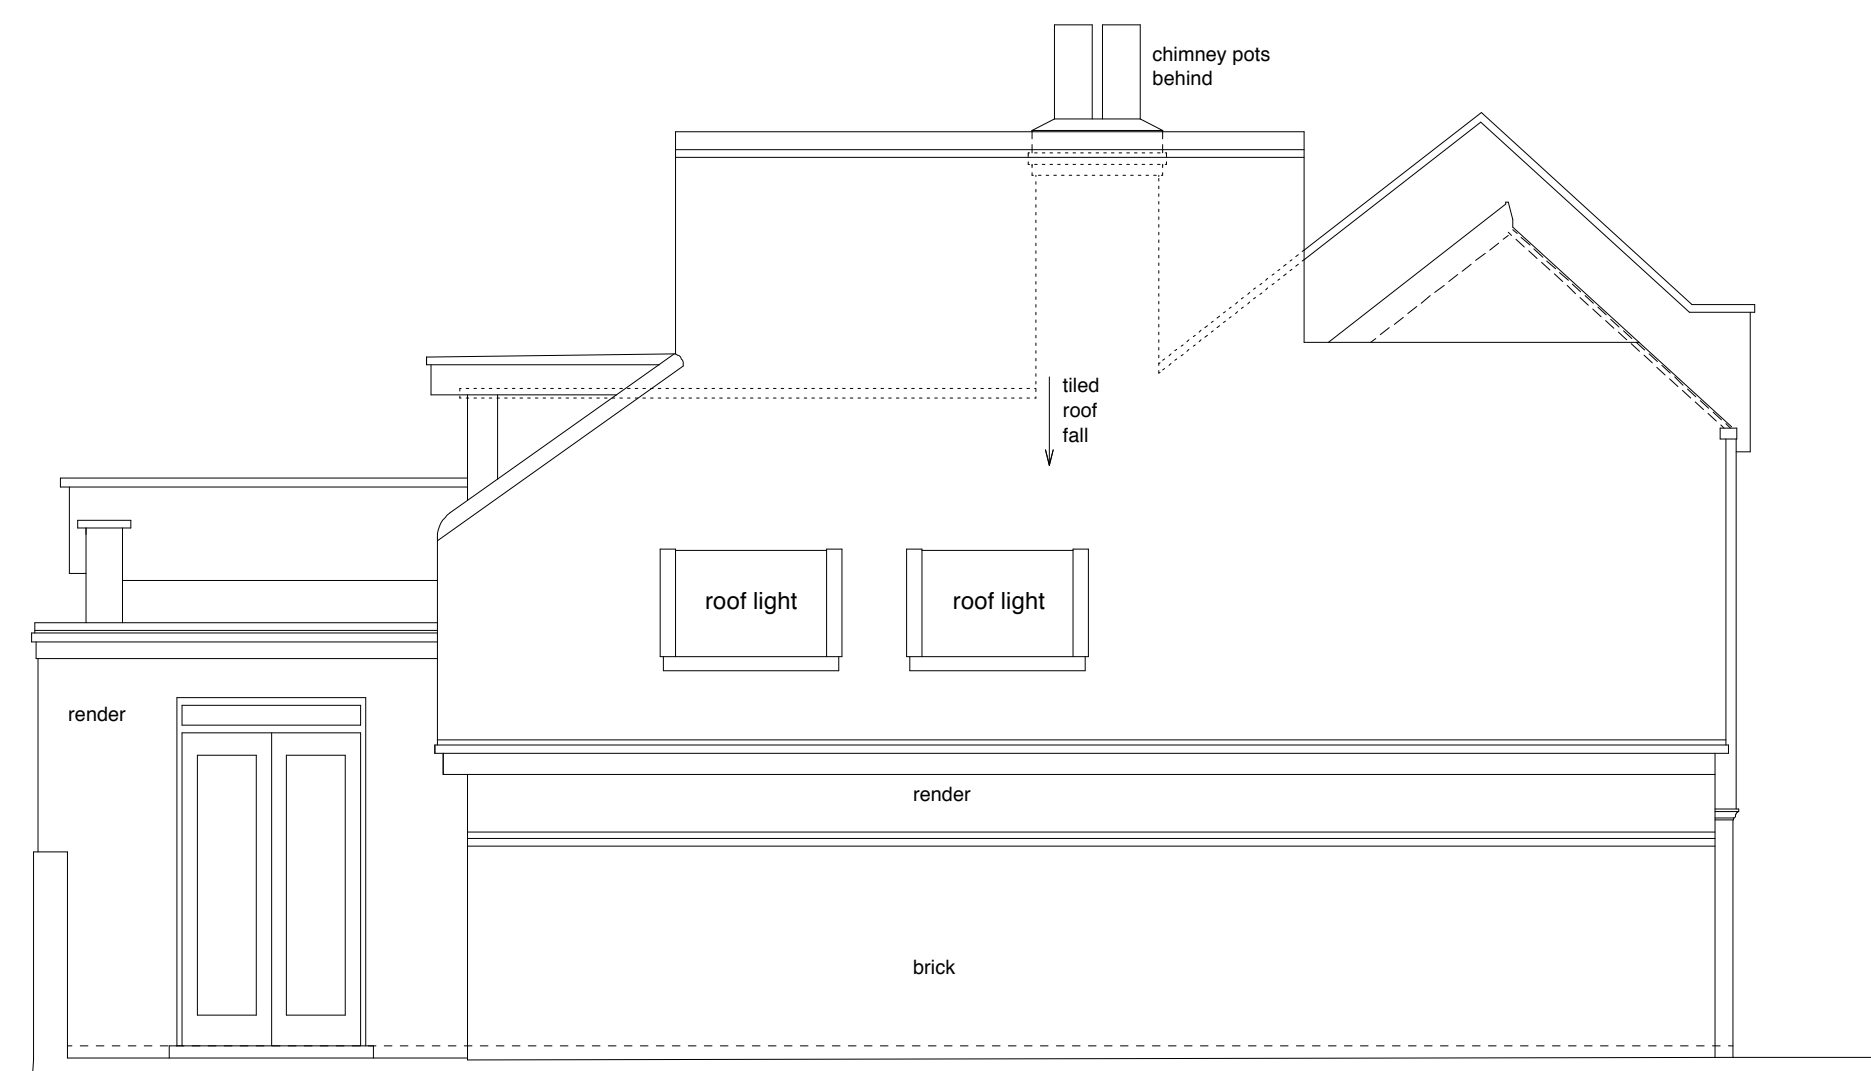 chimney pots
behind
tiled
roof
fall
roof light
roof light
render
render
brick